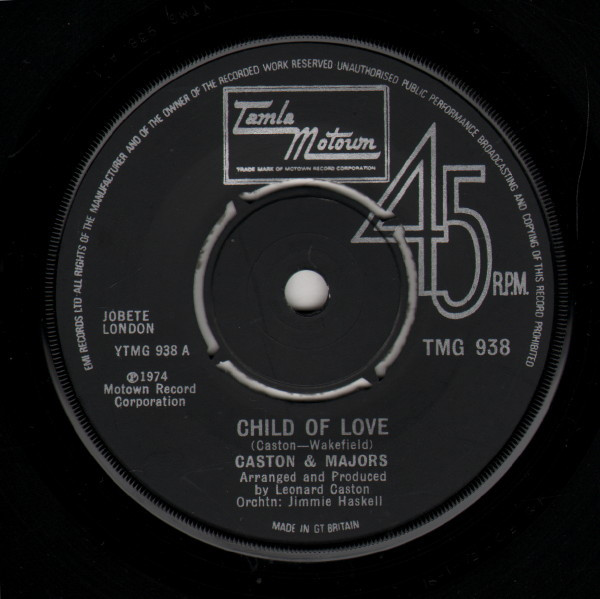 EMI RECORDS LTD ALL RIGHTS OF THE MANUFACTURER AND OF THE OWNER OF THE RECORDED WORK RESERVED UNAUTHORISED PUBLIC PERFORMANCE BROADCASTING AND COPYING OF THIS RECORD PROHIBITED
Tamla
Motown
TRADE MARK OF MOTOWN RECORD CORPORATION
45
R.P.M.
JOBETE
LONDON
YTMG 938 A
TMG 938
℗1974
Motown Record
Corporation
CHILD OF LOVE
(Caston—Wakefield)
CASTON & MAJORS
Arranged and Produced
by Leonard Caston
Orchtn: Jimmie Haskell
MADE IN GT BRITAIN